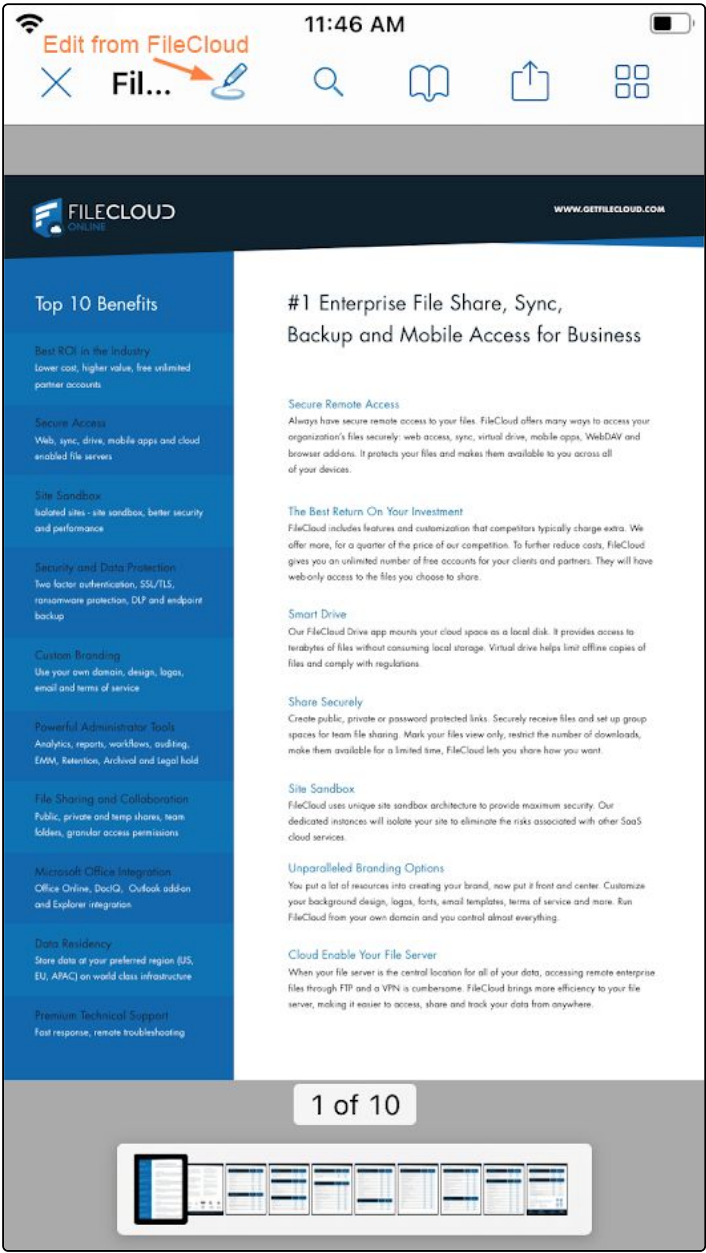 11:46 AM
Edit from FileCloud
Fil...
FILECLOUD
ONLINE
WWW.GETFILECLOUD.COM
Top 10 Benefits
Best ROI in the Industry
Lower cost, higher value, free unlimited
partner accounts
Secure Access
Web, sync, drive, mobile apps and cloud
enabled file servers
Site Sandbox
Isolated sites - site sandbox, better security
and performance
Security and Data Protection
Two factor authentication, SSL/TLS,
ransomware protection, DLP and endpoint
backup
Custom Branding
Use your own domain, design, logos,
email and terms of service
Powerful Administrator Tools
Analytics, reports, workflows, auditing,
EMM, Retention, Archival and Legal hold
File Sharing and Collaboration
Public, private and temp shares, team
folders, granular access permissions
Microsoft Office Integration
Office Online, DocIQ, Outlook add-on
and Explorer integration
Data Residency
Store data at your preferred region (US,
EU, APAC) on world class infrastructure
Premium Technical Support
Fast response, remote troubleshooting
#1 Enterprise File Share, Sync,
Backup and Mobile Access for Business
Secure Remote Access
Always have secure remote access to your files. FileCloud offers many ways to access your
organization's files securely: web access, sync, virtual drive, mobile apps, WebDAV and
browser add-ons. It protects your files and makes them available to you across all
of your devices.
The Best Return On Your Investment
FileCloud includes features and customization that competitors typically charge extra. We
offer more, for a quarter of the price of our competition. To further reduce costs, FileCloud
gives you an unlimited number of free accounts for your clients and partners. They will have
web-only access to the files you choose to share.
Smart Drive
Our FileCloud Drive app mounts your cloud space as a local disk. It provides access to
terabytes of files without consuming local storage. Virtual drive helps limit offline copies of
files and comply with regulations.
Share Securely
Create public, private or password protected links. Securely receive files and set up group
spaces for team file sharing. Mark your files view only, restrict the number of downloads,
make them available for a limited time, FileCloud lets you share how you want.
Site Sandbox
FileCloud uses unique site sandbox architecture to provide maximum security. Our
dedicated instances will isolate your site to eliminate the risks associated with other SaaS
cloud services.
Unparalleled Branding Options
You put a lot of resources into creating your brand, now put it front and center. Customize
your background design, logos, fonts, email templates, terms of service and more. Run
FileCloud from your own domain and you control almost everything.
Cloud Enable Your File Server
When your file server is the central location for all of your data, accessing remote enterprise
files through FTP and a VPN is cumbersome. FileCloud brings more efficiency to your file
server, making it easier to access, share and track your data from anywhere.
1 of 10